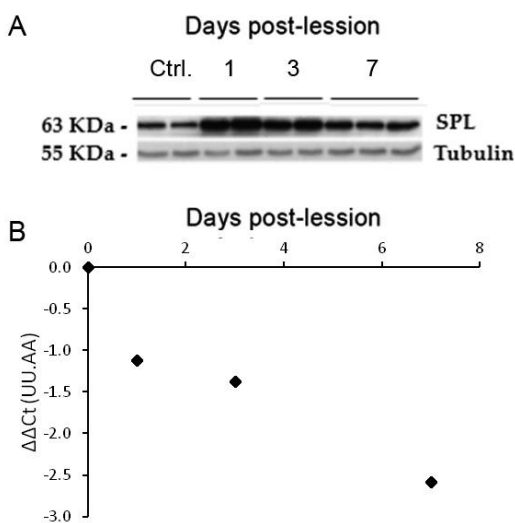 A
Days post-lession
Ctrl. 1 3 7
63 KDa - SPL
55 KDa - Tubulin
B
Days post-lession
0 2 4 6 8
0.0
-0.5
-1.0
-1.5
-2.0
-2.5
-3.0
ΔΔCt (UU.AA)